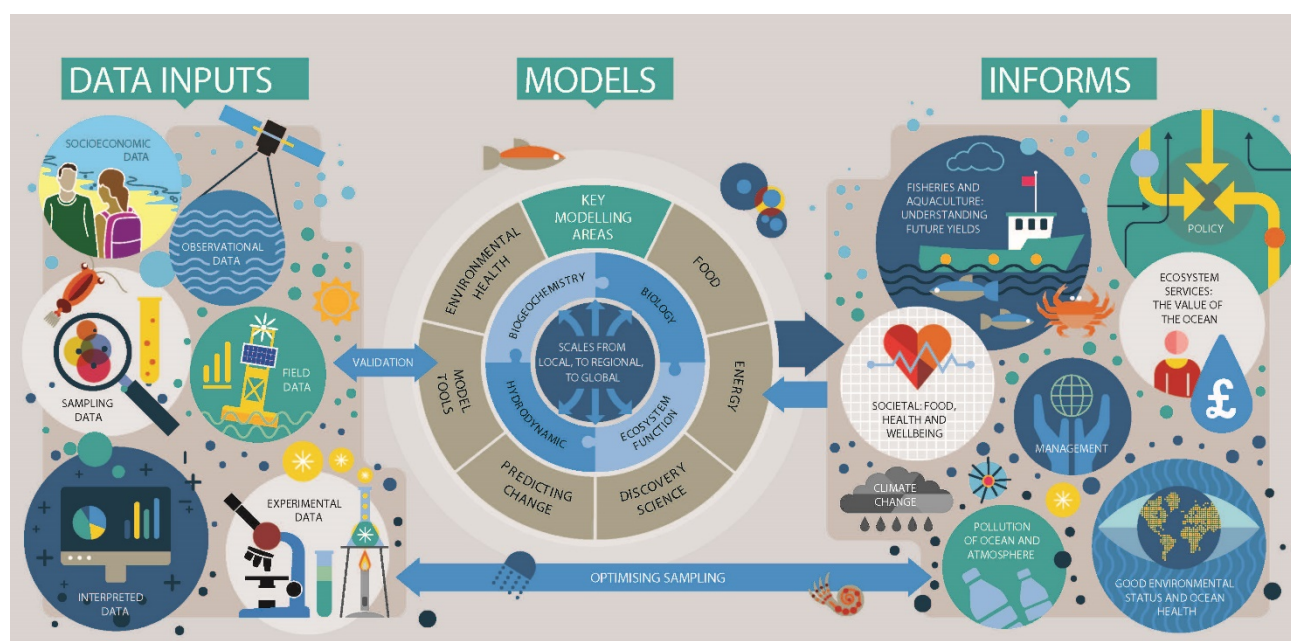 DATA INPUTS
MODELS
INFORMS
SOCIOECONOMIC
DATA
OBSERVATIONAL
DATA
SAMPLING
DATA
FIELD
DATA
INTERPRETED
DATA
EXPERIMENTAL
DATA
VALIDATION
KEY
MODELLING
AREAS
FOOD
ENERGY
DISCOVERY
SCIENCE
PREDICTING
CHANGE
MODEL
TOOLS
ENVIRONMENTAL
HEALTH
BIOGEOCHEMISTRY
BIOLOGY
ECOSYSTEM
FUNCTION
HYDRODYNAMIC
SCALES FROM
LOCAL, TO REGIONAL,
TO GLOBAL
OPTIMISING SAMPLING
FISHERIES AND
AQUACULTURE:
UNDERSTANDING
FUTURE YIELDS
POLICY
ECOSYSTEM
SERVICES:
THE VALUE OF
THE OCEAN
£
SOCIETAL: FOOD,
HEALTH AND
WELLBEING
MANAGEMENT
CLIMATE
CHANGE
POLLUTION
OF OCEAN AND
ATMOSPHERE
GOOD ENVIRONMENTAL
STATUS AND OCEAN
HEALTH